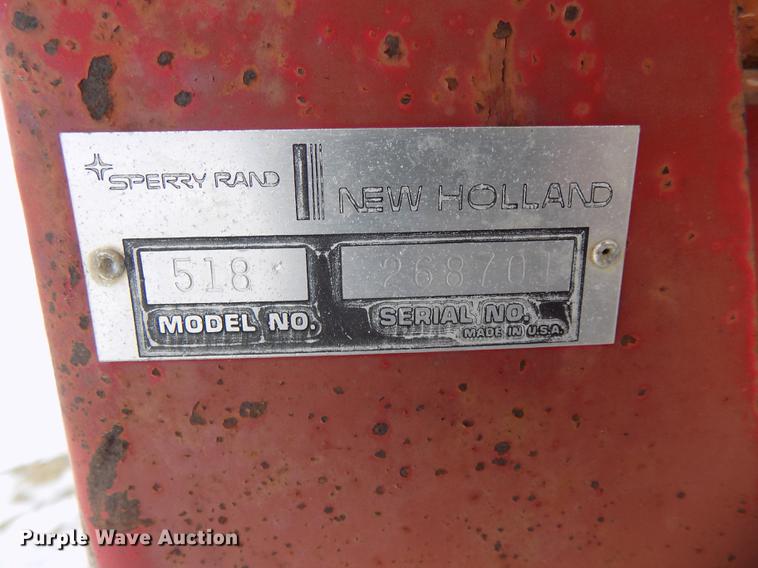 SPERRY RAND
NEW HOLLAND
518 268701
MODEL NO. SERIAL NO.
MADE IN U.S.A.
Purple Wave Auction